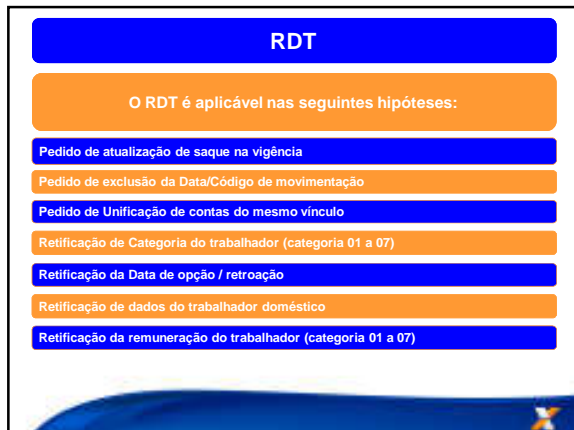 RDT
O RDT é aplicável nas seguintes hipóteses:
Pedido de atualização de saque na vigência
Pedido de exclusão da Data/Código de movimentação
Pedido de Unificação de contas do mesmo vínculo
Retificação de Categoria do trabalhador (categoria 01 a 07)
Retificação da Data de opção / retroação
Retificação de dados do trabalhador doméstico
Retificação da remuneração do trabalhador (categoria 01 a 07)